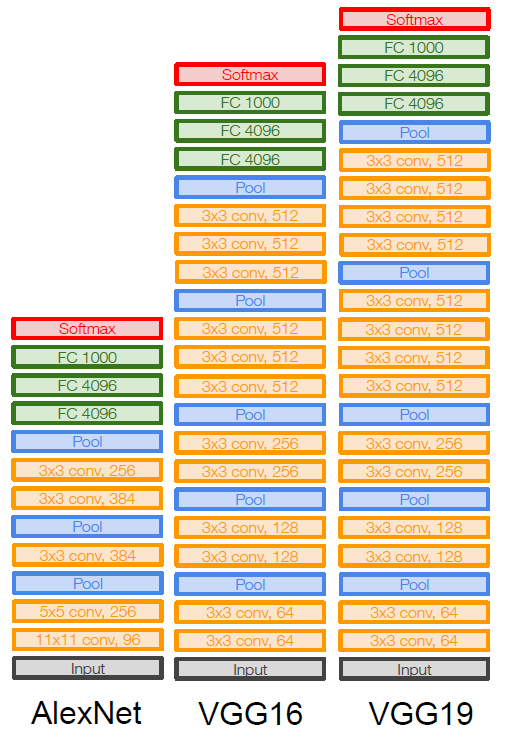 Softmax
FC 1000
FC 4096
FC 4096
Pool
3x3 conv, 256
3x3 conv, 384
Pool
3x3 conv, 384
Pool
5x5 conv, 256
11x11 conv, 96
Input
AlexNet
Softmax
FC 1000
FC 4096
FC 4096
Pool
3x3 conv, 512
3x3 conv, 512
3x3 conv, 512
Pool
3x3 conv, 512
3x3 conv, 512
3x3 conv, 512
Pool
3x3 conv, 256
3x3 conv, 256
Pool
3x3 conv, 128
3x3 conv, 128
Pool
3x3 conv, 64
3x3 conv, 64
Input
VGG16
Softmax
FC 1000
FC 4096
FC 4096
Pool
3x3 conv, 512
3x3 conv, 512
3x3 conv, 512
3x3 conv, 512
Pool
3x3 conv, 512
3x3 conv, 512
3x3 conv, 512
3x3 conv, 512
Pool
3x3 conv, 256
3x3 conv, 256
Pool
3x3 conv, 128
3x3 conv, 128
Pool
3x3 conv, 64
3x3 conv, 64
Input
VGG19